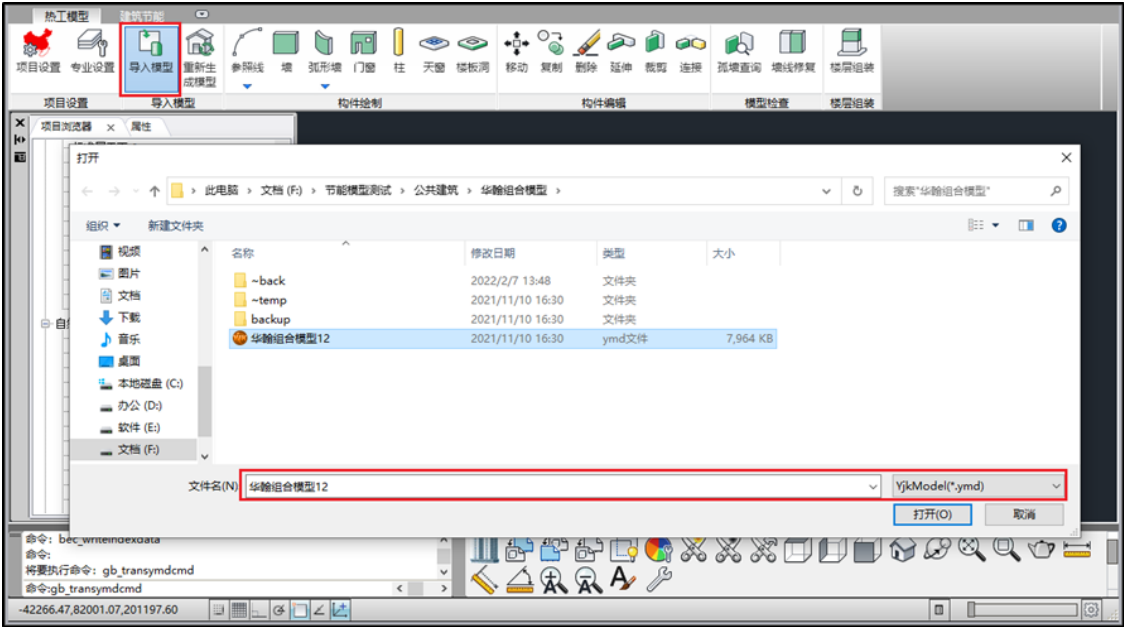 热工模型 建筑节能
项目设置 专业设置 导入模型 重新生成模型 参照线 墙 弧形墙 门窗 柱 天窗 楼板洞 移动 复制 删除 延伸 裁剪 连接 孤墙查询 墙线修复 楼层组装
项目设置 导入模型 构件绘制 构件编辑 模型检查 楼层组装
项目浏览器 × 属性
打开
此电脑 › 文档 (F:) › 节能模型测试 › 公共建筑 › 华翰组合模型 ›
搜索"华翰组合模型"
组织 新建文件夹
视频
图片
文档
下载
音乐
桌面
本地磁盘 (C:)
办公 (D:)
软件 (E:)
文档 (F:)
名称 修改日期 类型 大小
~back 2022/2/7 13:48 文件夹
~temp 2021/11/10 16:30 文件夹
backup 2021/11/10 16:30 文件夹
华翰组合模型12 2021/11/10 16:30 ymd文件 7,964 KB
文件名(N): 华翰组合模型12 YjkModel(*.ymd)
打开(O) 取消
命令: bec_writeindexdata
命令:
将要执行命令: gb_transymdcmd
命令:gb_transymdcmd
-42266.47,82001.07,201197.60